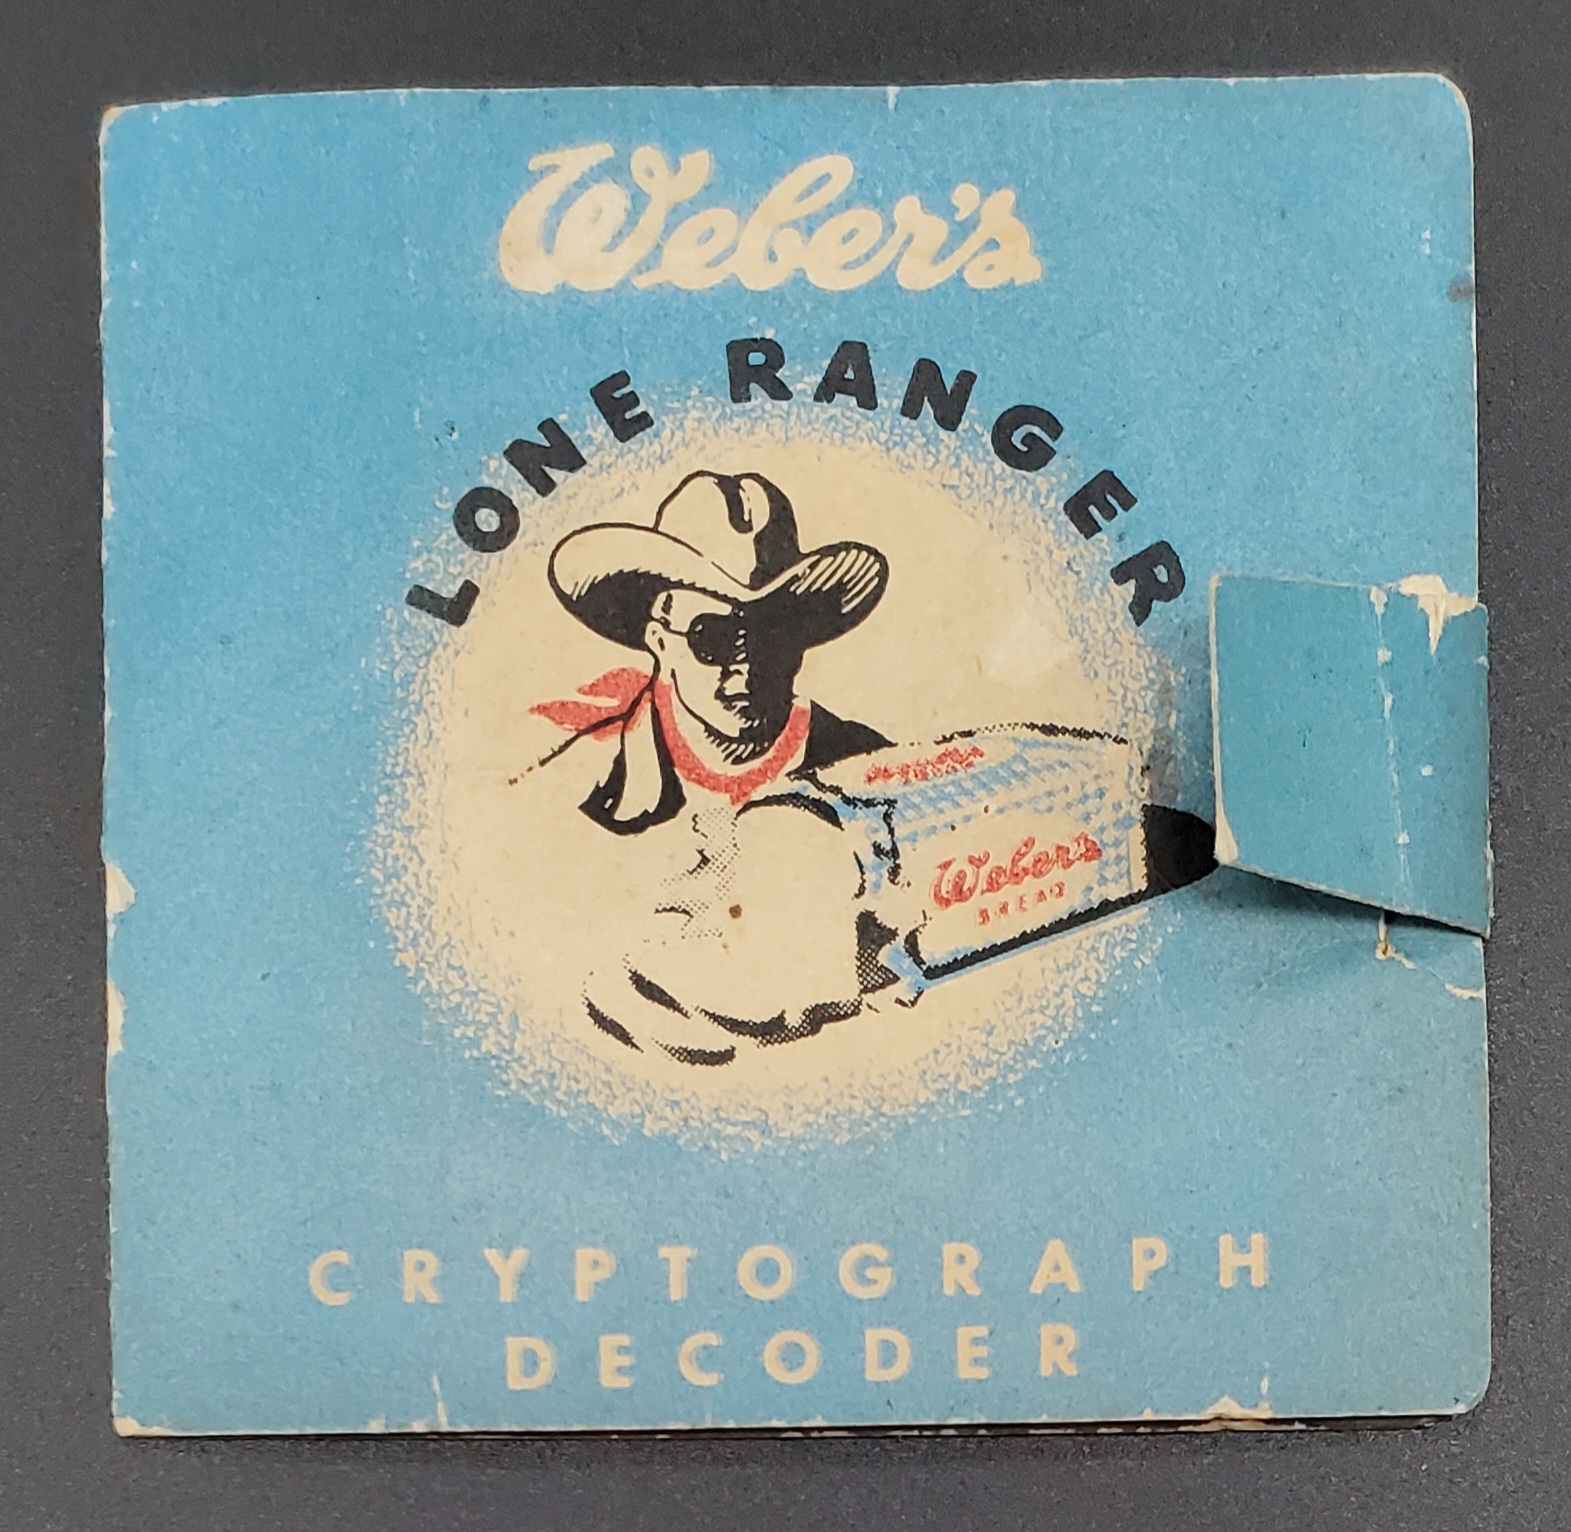 Weber's
LONE RANGER
Weber's
BREAD
CRYPTOGRAPH
DECODER